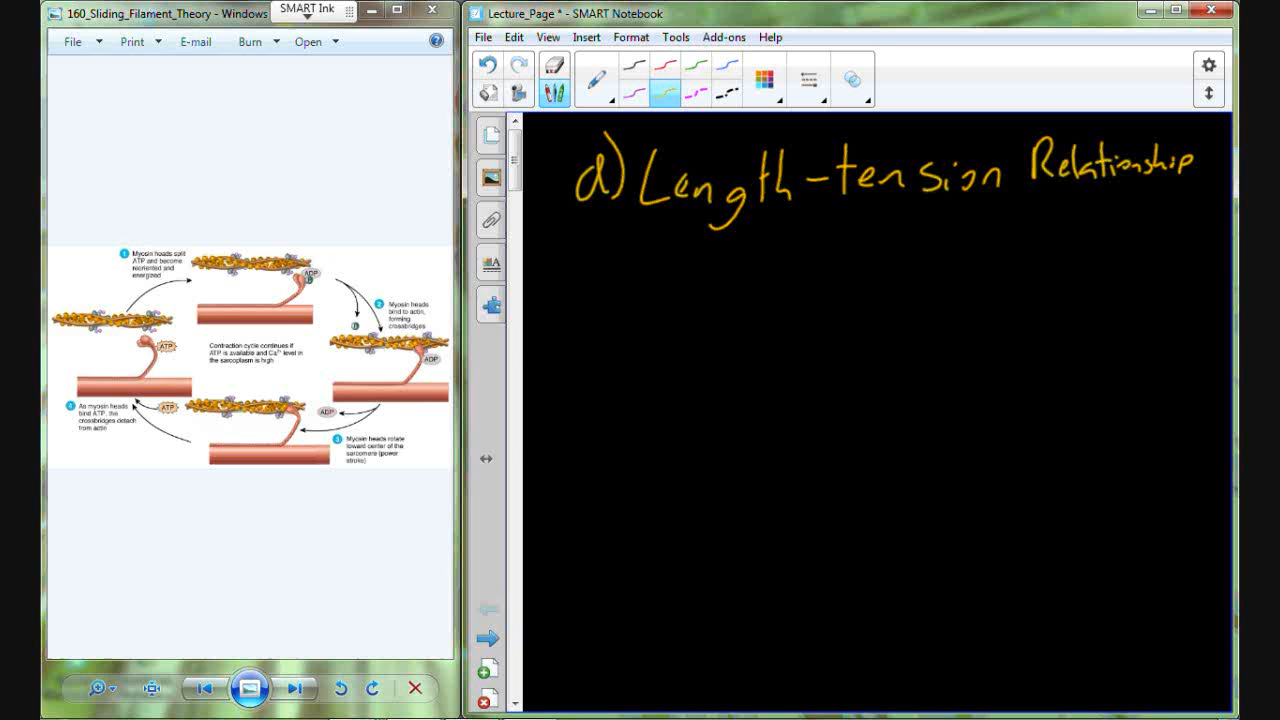 160_Sliding_Filament_Theory - Windows
SMART Ink
File
Print
E-mail
Burn
Open
1 Myosin heads split
ATP and become
reoriented and
energized
ADP
P
2 Myosin heads
bind to actin,
forming
crossbridges
P
ATP
Contraction cycle continues if
ATP is available and Ca2+ level in
the sarcoplasm is high
ADP
4 As myosin heads
bind ATP, the
crossbridges detach
from actin
ATP
ADP
3 Myosin heads rotate
toward center of the
sarcomere (power
stroke)
Lecture_Page * - SMART Notebook
File Edit View Insert Format Tools Add-ons Help
d) Length-tension Relationship